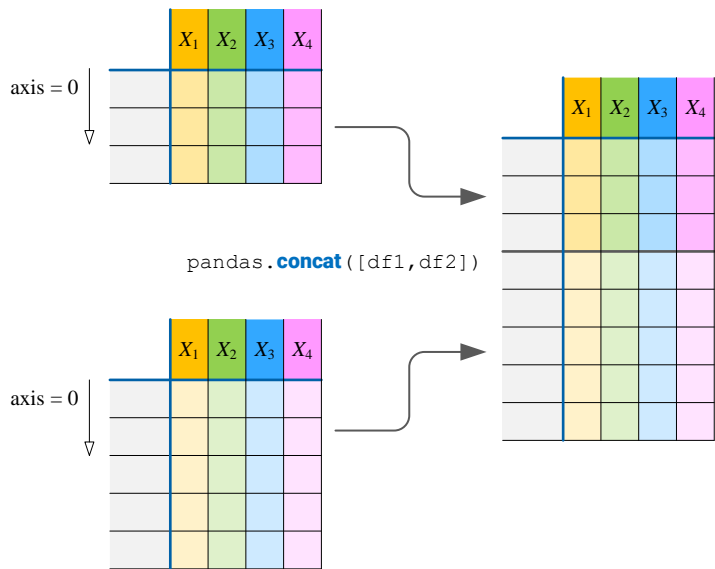 X1 X2 X3 X4
axis = 0
X1 X2 X3 X4
pandas.concat([df1,df2])
X1 X2 X3 X4
axis = 0